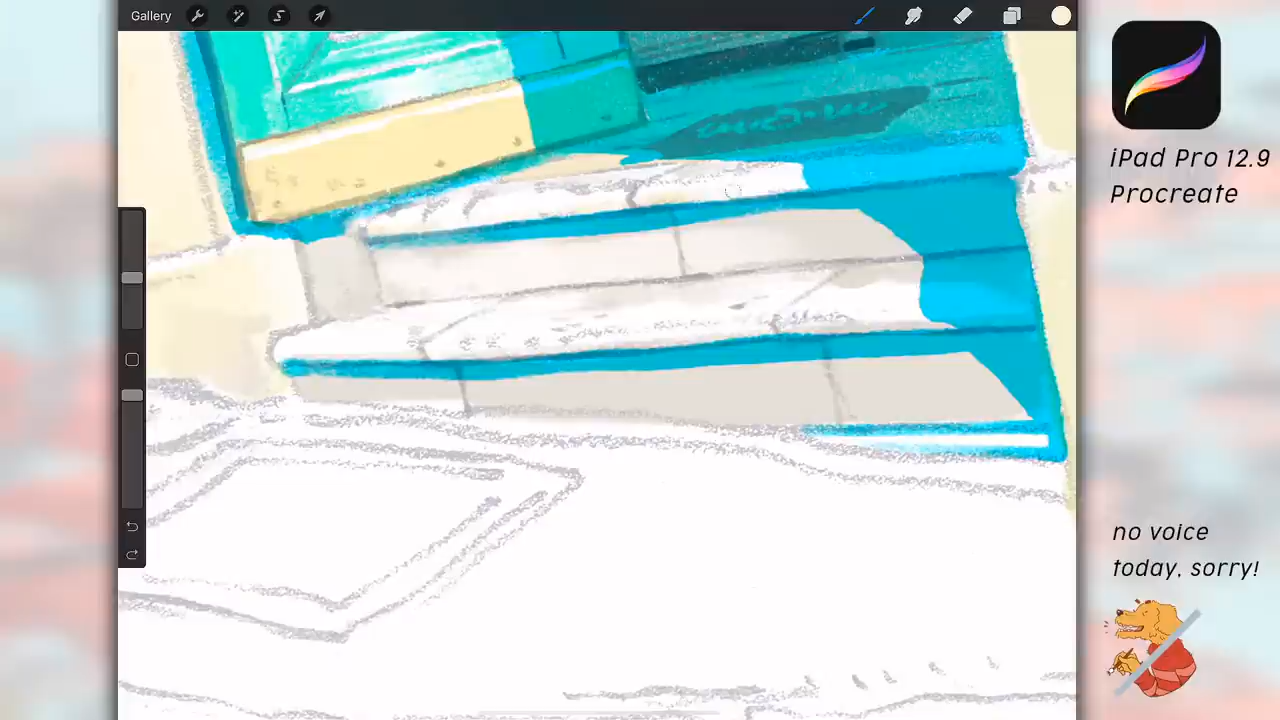 Gallery
iPad Pro 12.9
Procreate
no voice
today, sorry!